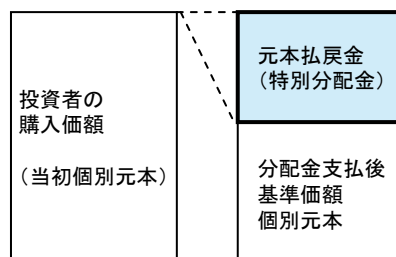 投資者の
購入価額
（当初個別元本）
元本払戻金
（特別分配金）
分配金支払後
基準価額
個別元本